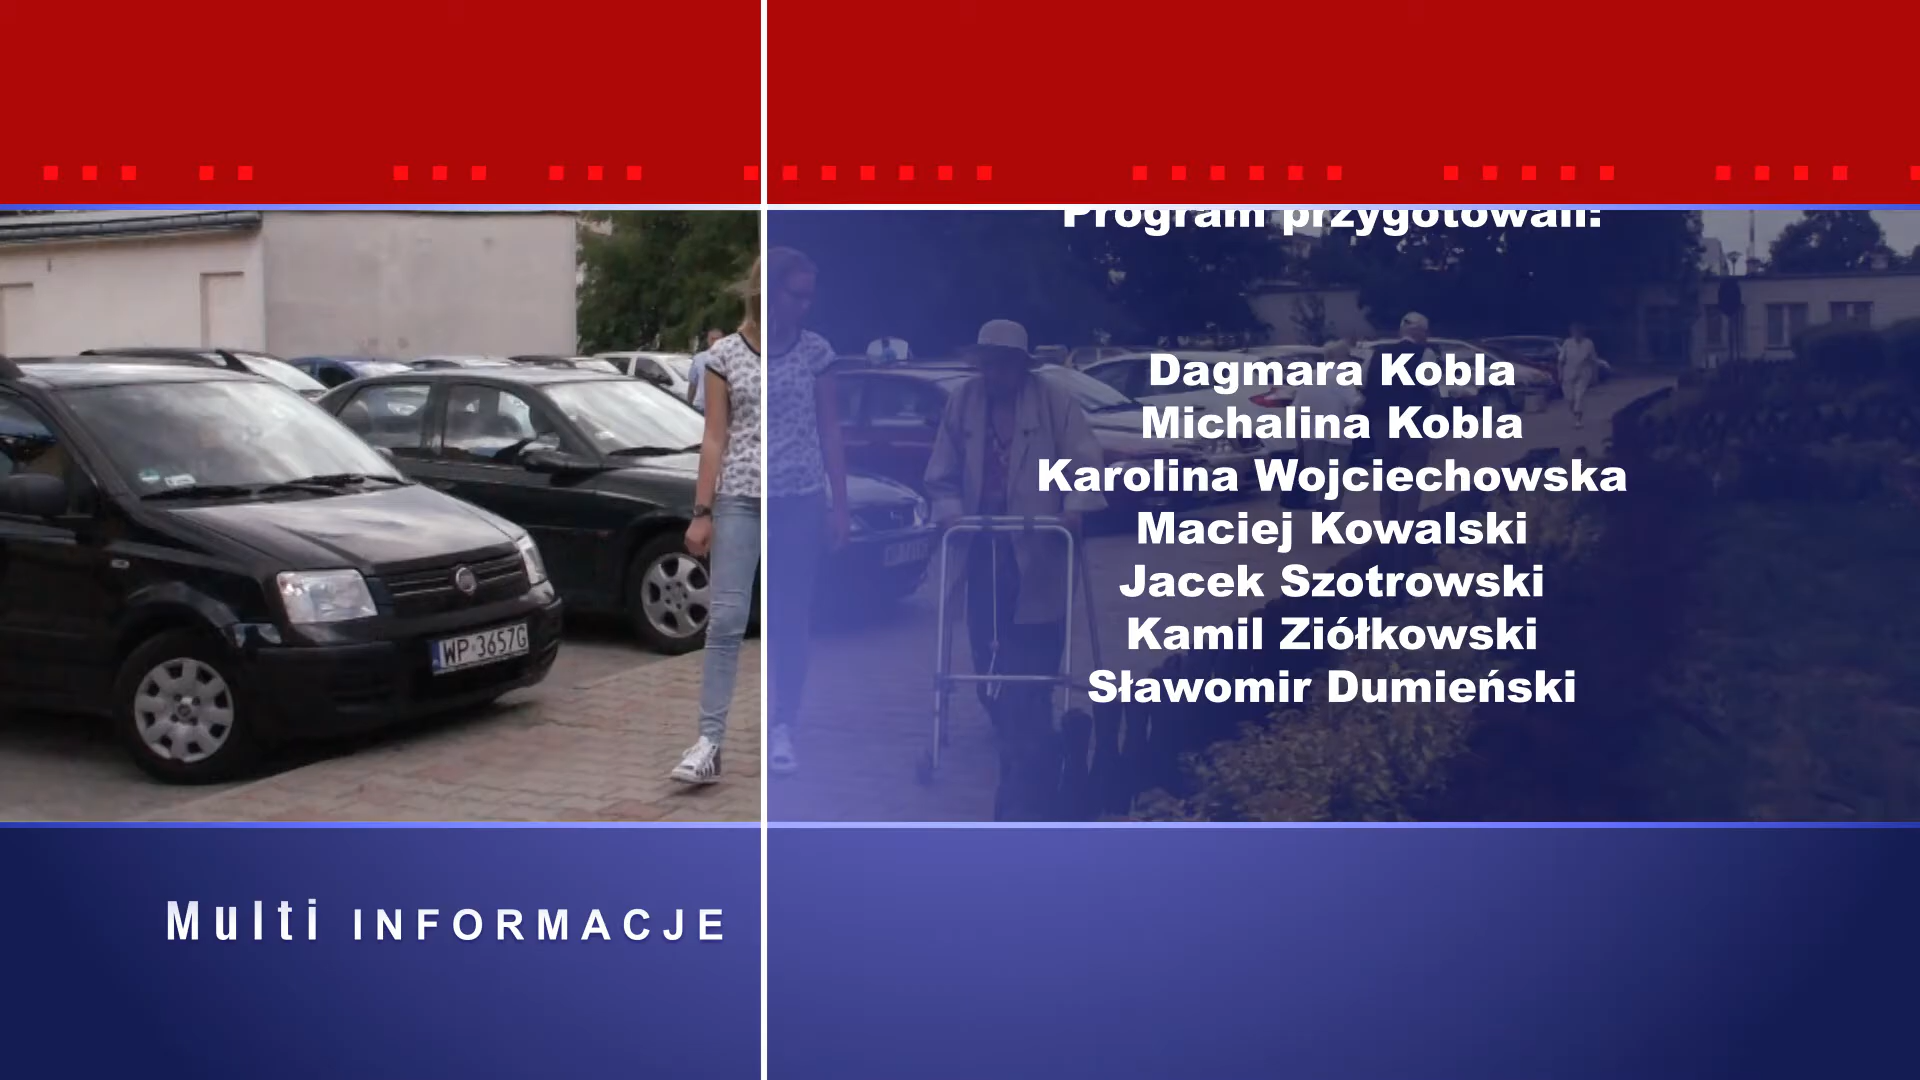 Program przygotowali:
Dagmara Kobla
Michalina Kobla
Karolina Wojciechowska
Maciej Kowalski
Jacek Szotrowski
Kamil Ziółkowski
Sławomir Dumieński
WP 3657G
Multi INFORMACJE